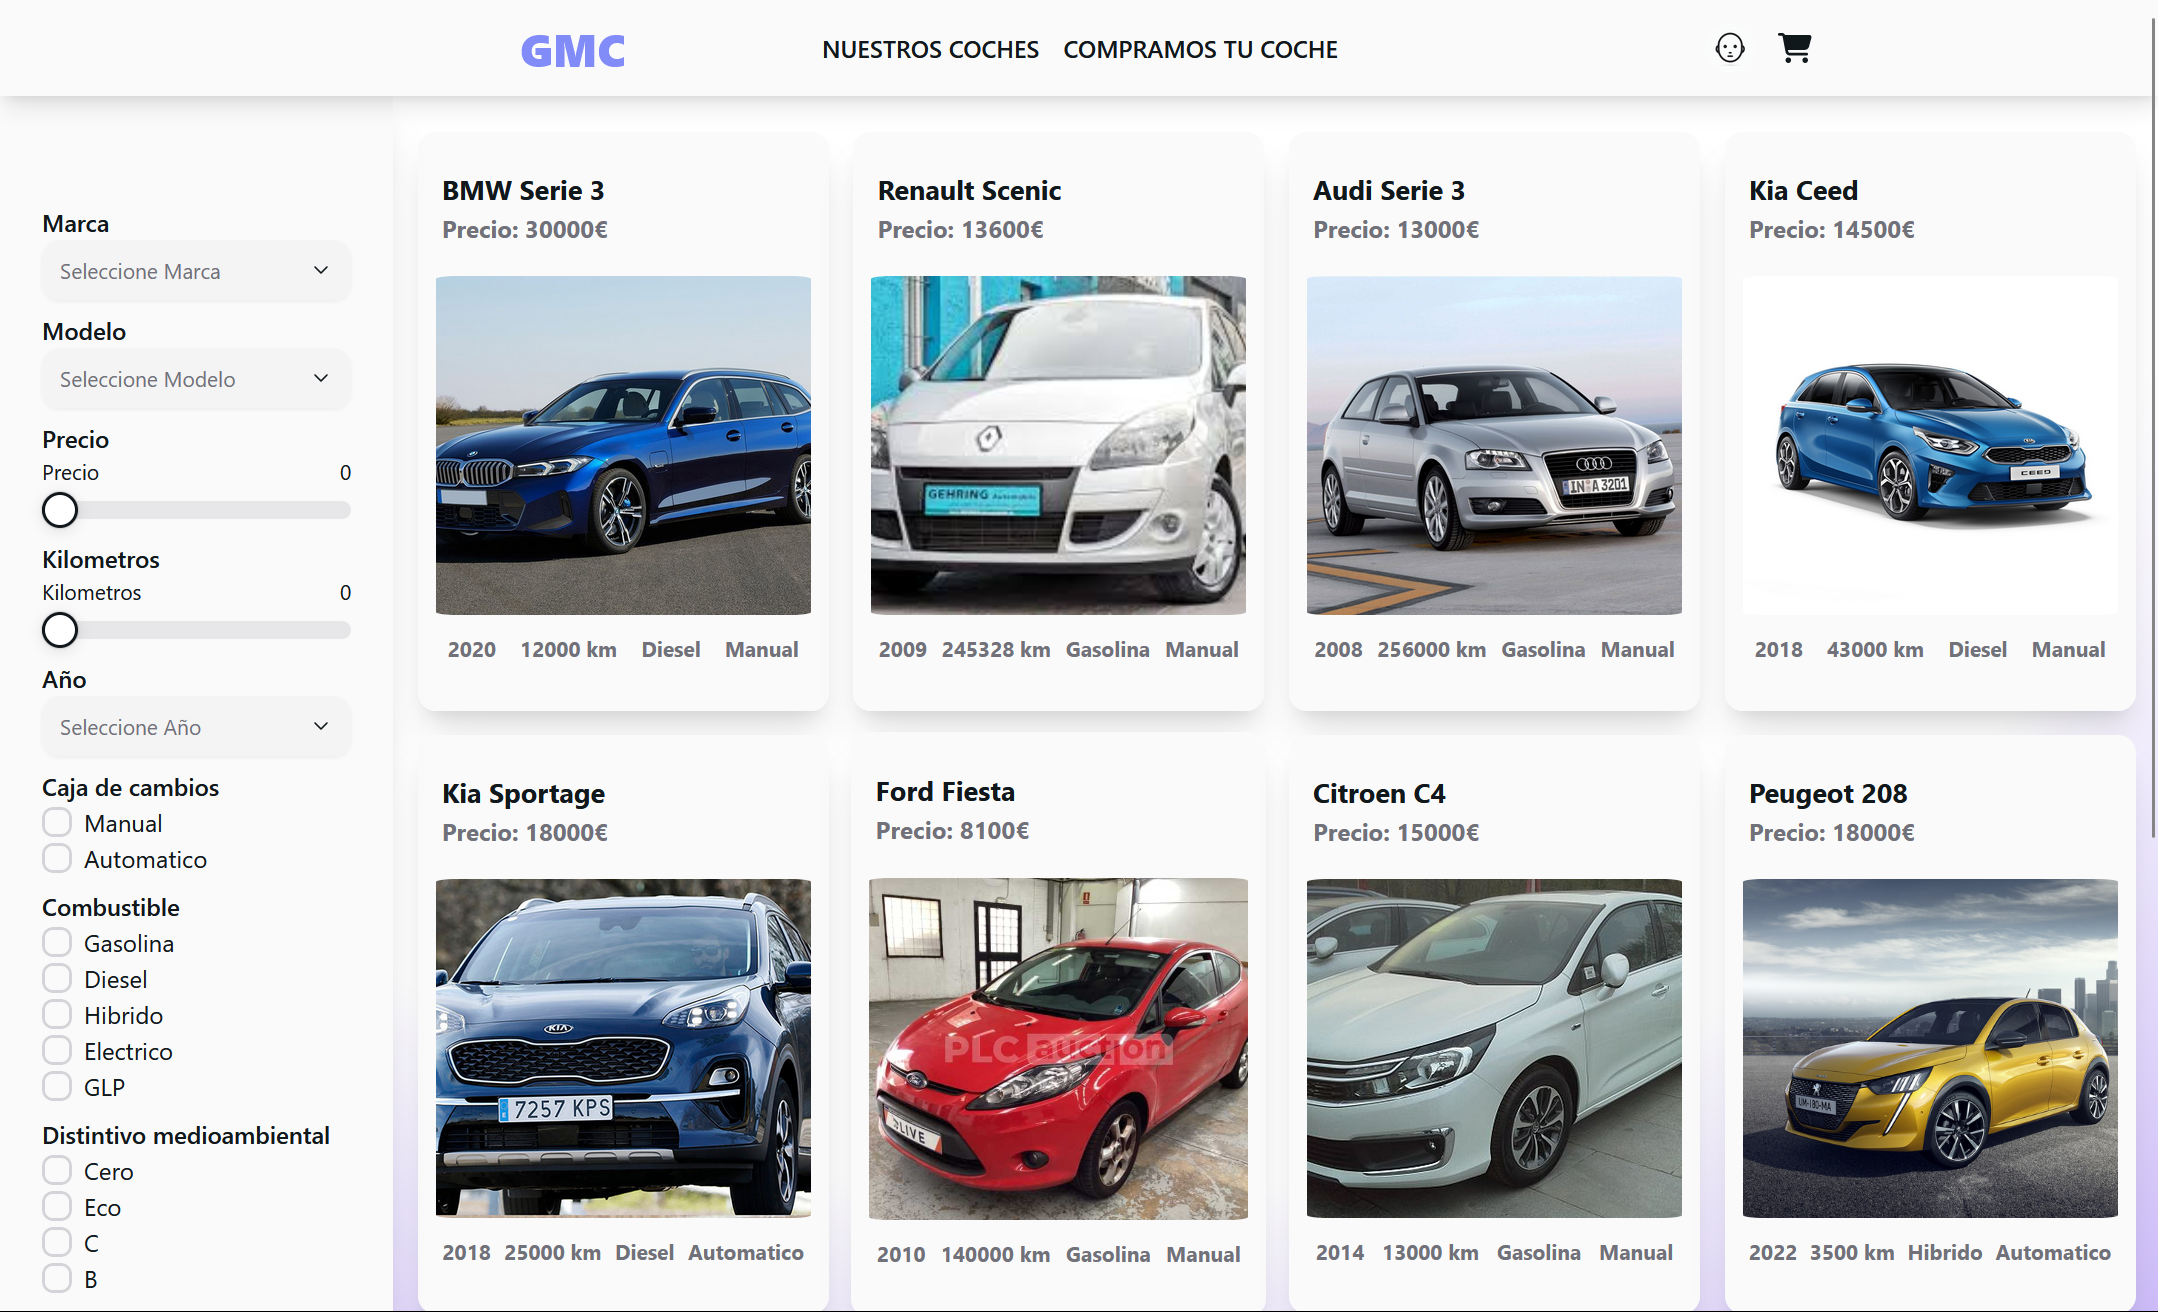 GMC
NUESTROS COCHES COMPRAMOS TU COCHE
Marca
Seleccione Marca
Modelo
Seleccione Modelo
Precio
Precio 0
Kilometros
Kilometros 0
Año
Seleccione Año
Caja de cambios
Manual
Automatico
Combustible
Gasolina
Diesel
Hibrido
Electrico
GLP
Distintivo medioambiental
Cero
Eco
C
B
BMW Serie 3
Precio: 30000€
2020 12000 km Diesel Manual
Renault Scenic
Precio: 13600€
GEHRING Automobile
2009 245328 km Gasolina Manual
Audi Serie 3
Precio: 13000€
IN A 3201
2008 256000 km Gasolina Manual
Kia Ceed
Precio: 14500€
CEED
2018 43000 km Diesel Manual
Kia Sportage
Precio: 18000€
KIA
7257 KPS
2018 25000 km Diesel Automatico
Ford Fiesta
Precio: 8100€
PLC auction
2010 140000 km Gasolina Manual
Citroen C4
Precio: 15000€
2014 13000 km Gasolina Manual
Peugeot 208
Precio: 18000€
UM-180-MA
2022 3500 km Hibrido Automatico